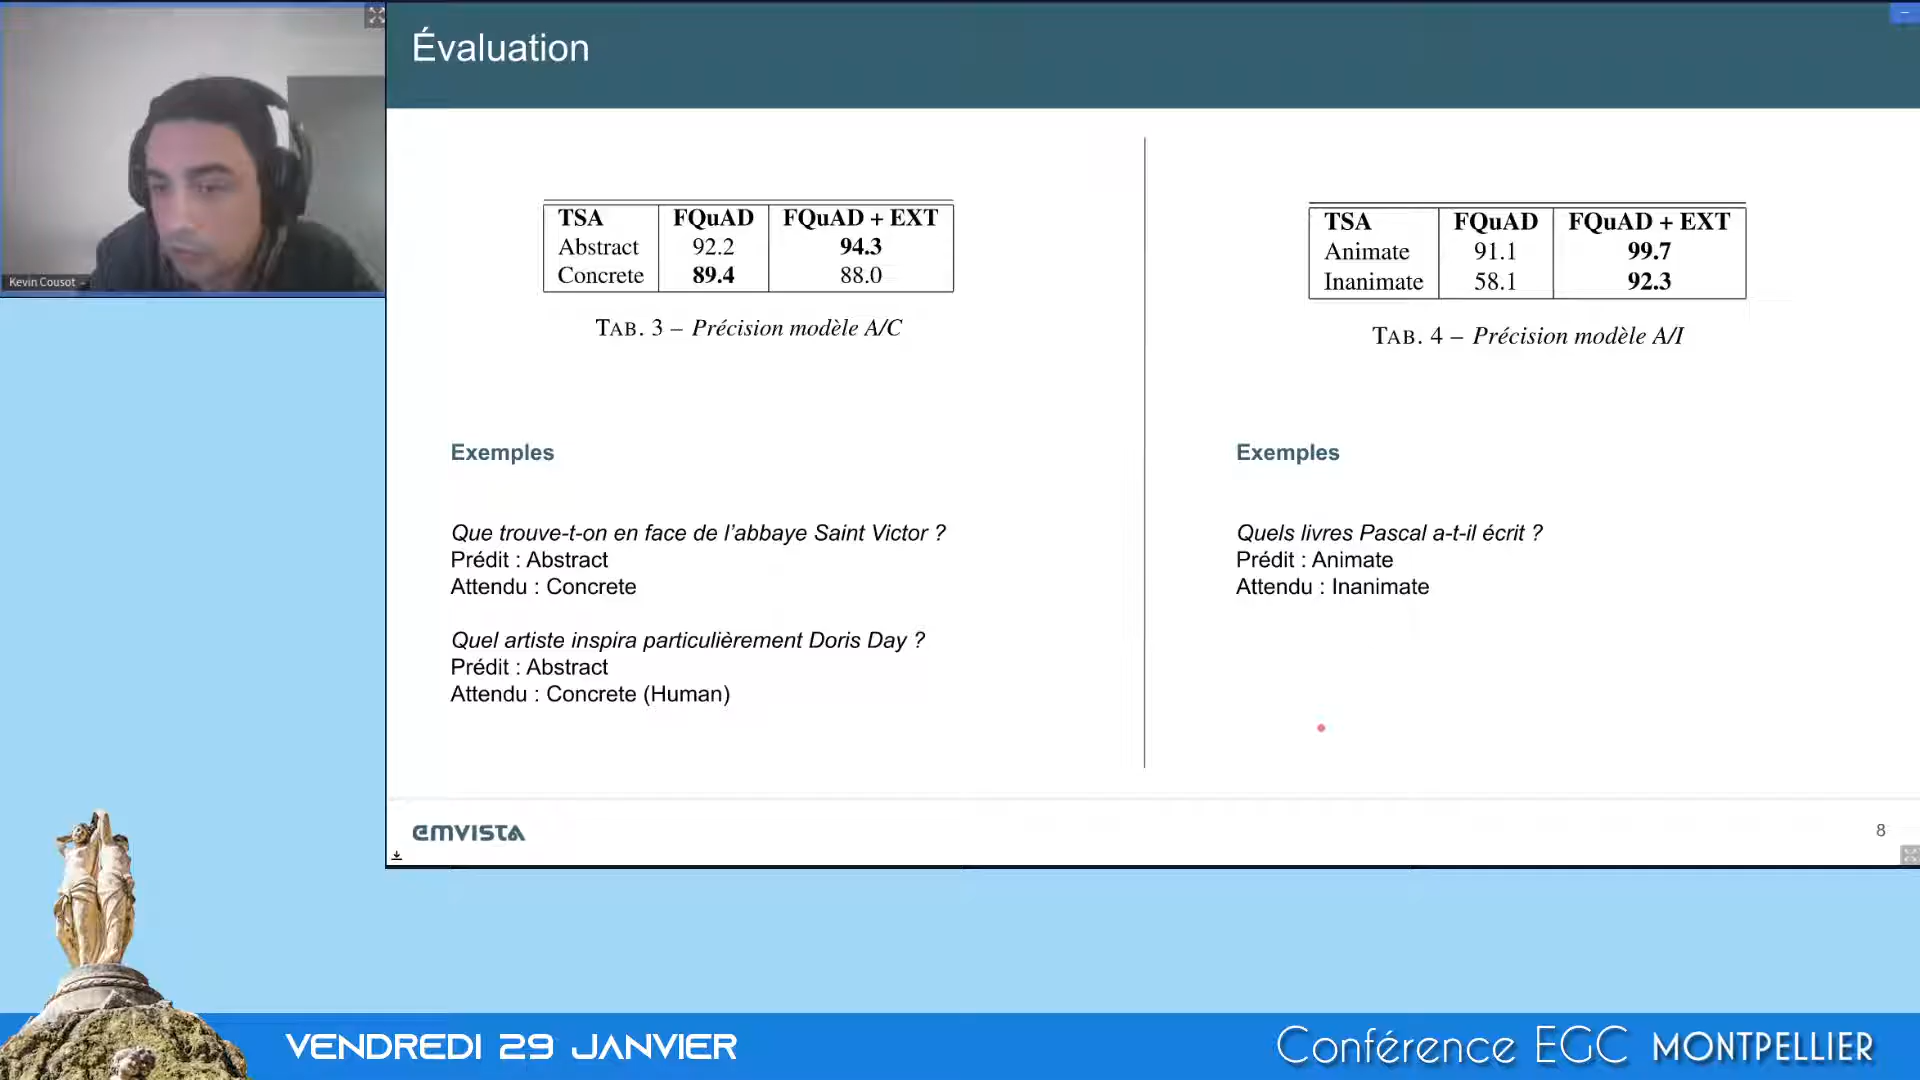 Évaluation
Kevin Cousot
TSA FQuAD FQuAD + EXT
Abstract 92.2 94.3
Concrete 89.4 88.0
TAB. 3 – Précision modèle A/C
TSA FQuAD FQuAD + EXT
Animate 91.1 99.7
Inanimate 58.1 92.3
TAB. 4 – Précision modèle A/I
Exemples
Que trouve-t-on en face de l'abbaye Saint Victor ?
Prédit : Abstract
Attendu : Concrete
Quel artiste inspira particulièrement Doris Day ?
Prédit : Abstract
Attendu : Concrete (Human)
Exemples
Quels livres Pascal a-t-il écrit ?
Prédit : Animate
Attendu : Inanimate
emvista
8
VENDREDI 29 JANVIER
Conférence EGC MONTPELLIER